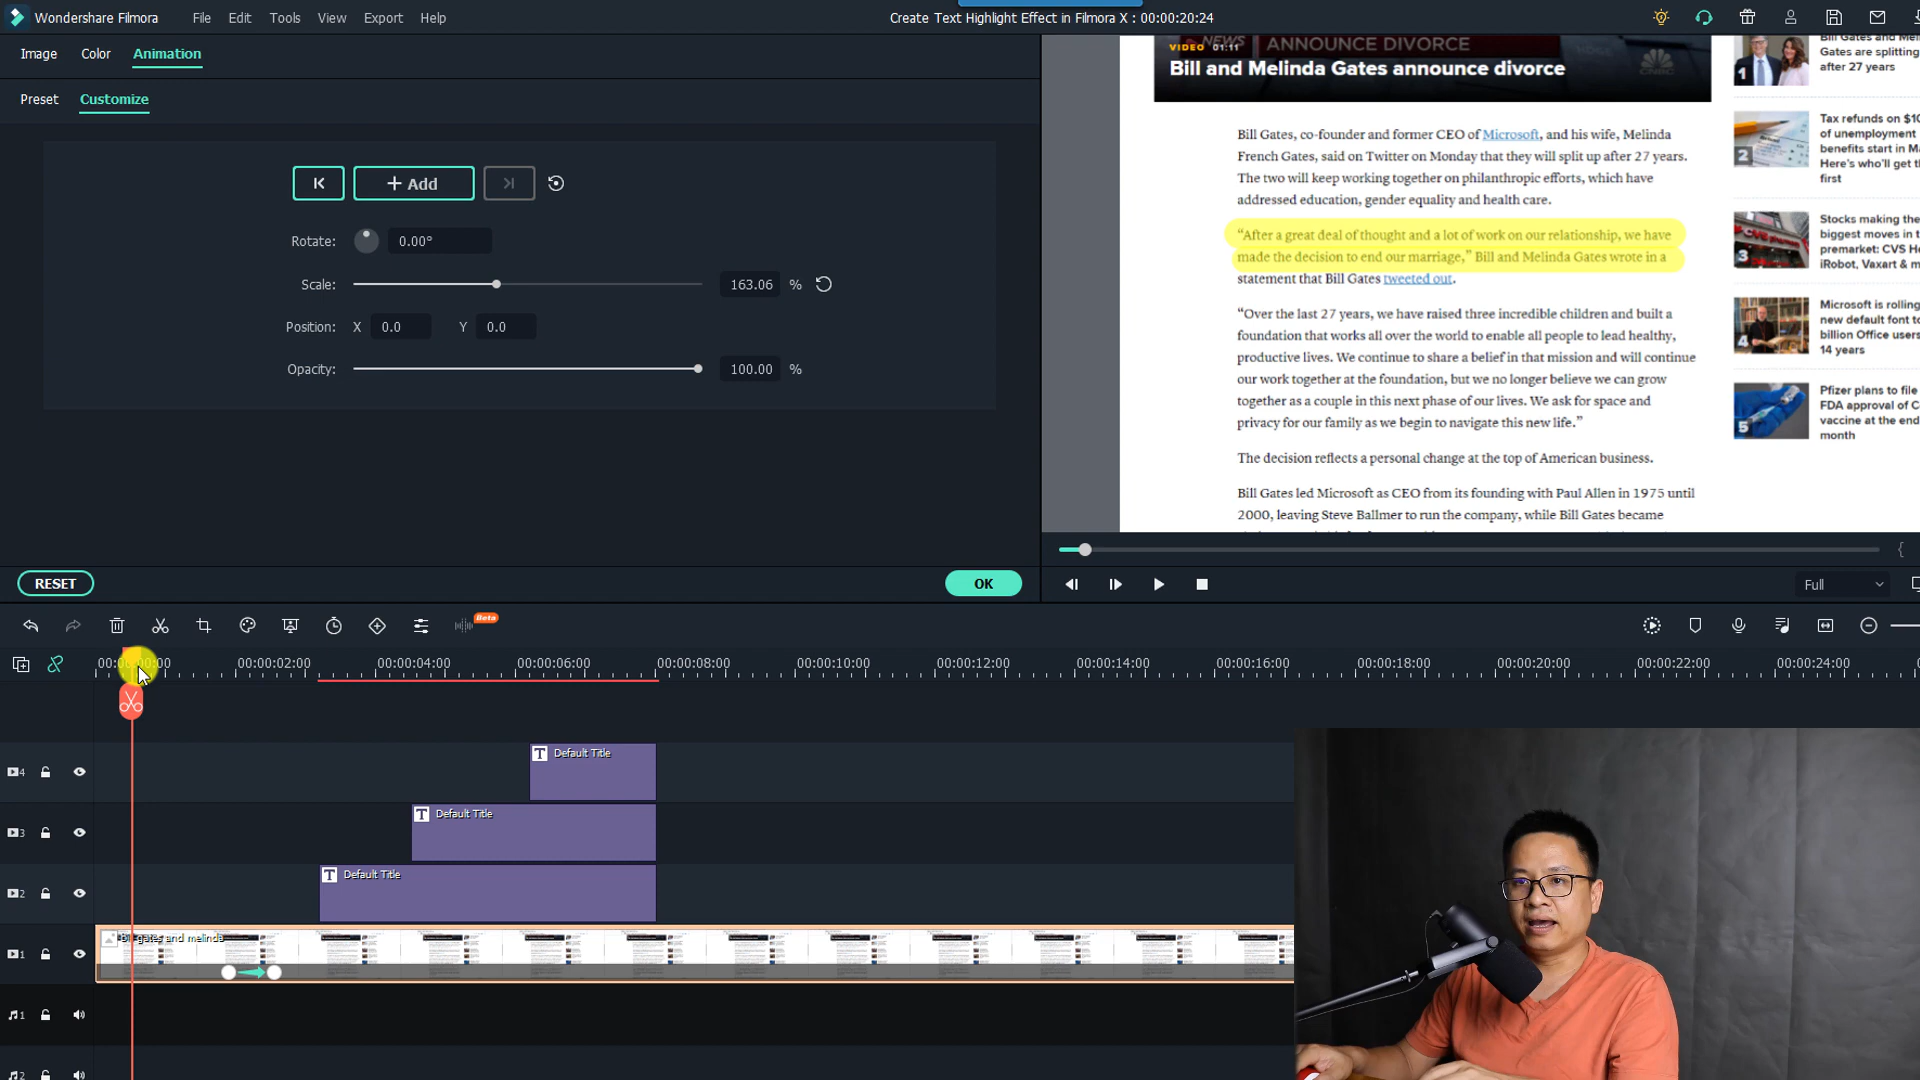 Wondershare Filmora
File Edit Tools View Export Help
Create Text Highlight Effect in Filmora X : 00:00:20:24
Image Color Animation
Preset Customize
+ Add
Rotate: 0.00°
Scale: 163.06 %
Position: X 0.0 Y 0.0
Opacity: 100.00 %
RESET
OK
NEWS ANNOUNCE DIVORCE
VIDEO 01:11
Bill and Melinda Gates announce divorce
CNBC
Bill Gates, co-founder and former CEO of Microsoft, and his wife, Melinda
French Gates, said on Twitter on Monday that they will split up after 27 years.
The two will keep working together on philanthropic efforts, which have
addressed education, gender equality and health care.
“After a great deal of thought and a lot of work on our relationship, we have
made the decision to end our marriage,” Bill and Melinda Gates wrote in a
statement that Bill Gates tweeted out.
“Over the last 27 years, we have raised three incredible children and built a
foundation that works all over the world to enable all people to lead healthy,
productive lives. We continue to share a belief in that mission and will continue
our work together at the foundation, but we no longer believe we can grow
together as a couple in this next phase of our lives. We ask for space and
privacy for our family as we begin to navigate this new life.”
The decision reflects a personal change at the top of American business.
Bill Gates led Microsoft as CEO from its founding with Paul Allen in 1975 until
2000, leaving Steve Ballmer to run the company, while Bill Gates became
1
Gates are splitting
after 27 years
2
Tax refunds on $10
of unemployment
benefits start in M
Here's who'll get t
first
3
Stocks making the
biggest moves in t
premarket: CVS He
iRobot, Vaxart & m
4
Microsoft is rolling
new default font to
billion Office users
14 years
5
Pfizer plans to file
FDA approval of C
vaccine at the end
month
Full
Beta
00:00:00:00 00:00:02:00 00:00:04:00 00:00:06:00 00:00:08:00 00:00:10:00 00:00:12:00 00:00:14:00 00:00:16:00 00:00:18:00 00:00:20:00 00:00:22:00 00:00:24:00
4
T Default Title
3
T Default Title
2
T Default Title
1
Bill gates and melinda
1
2